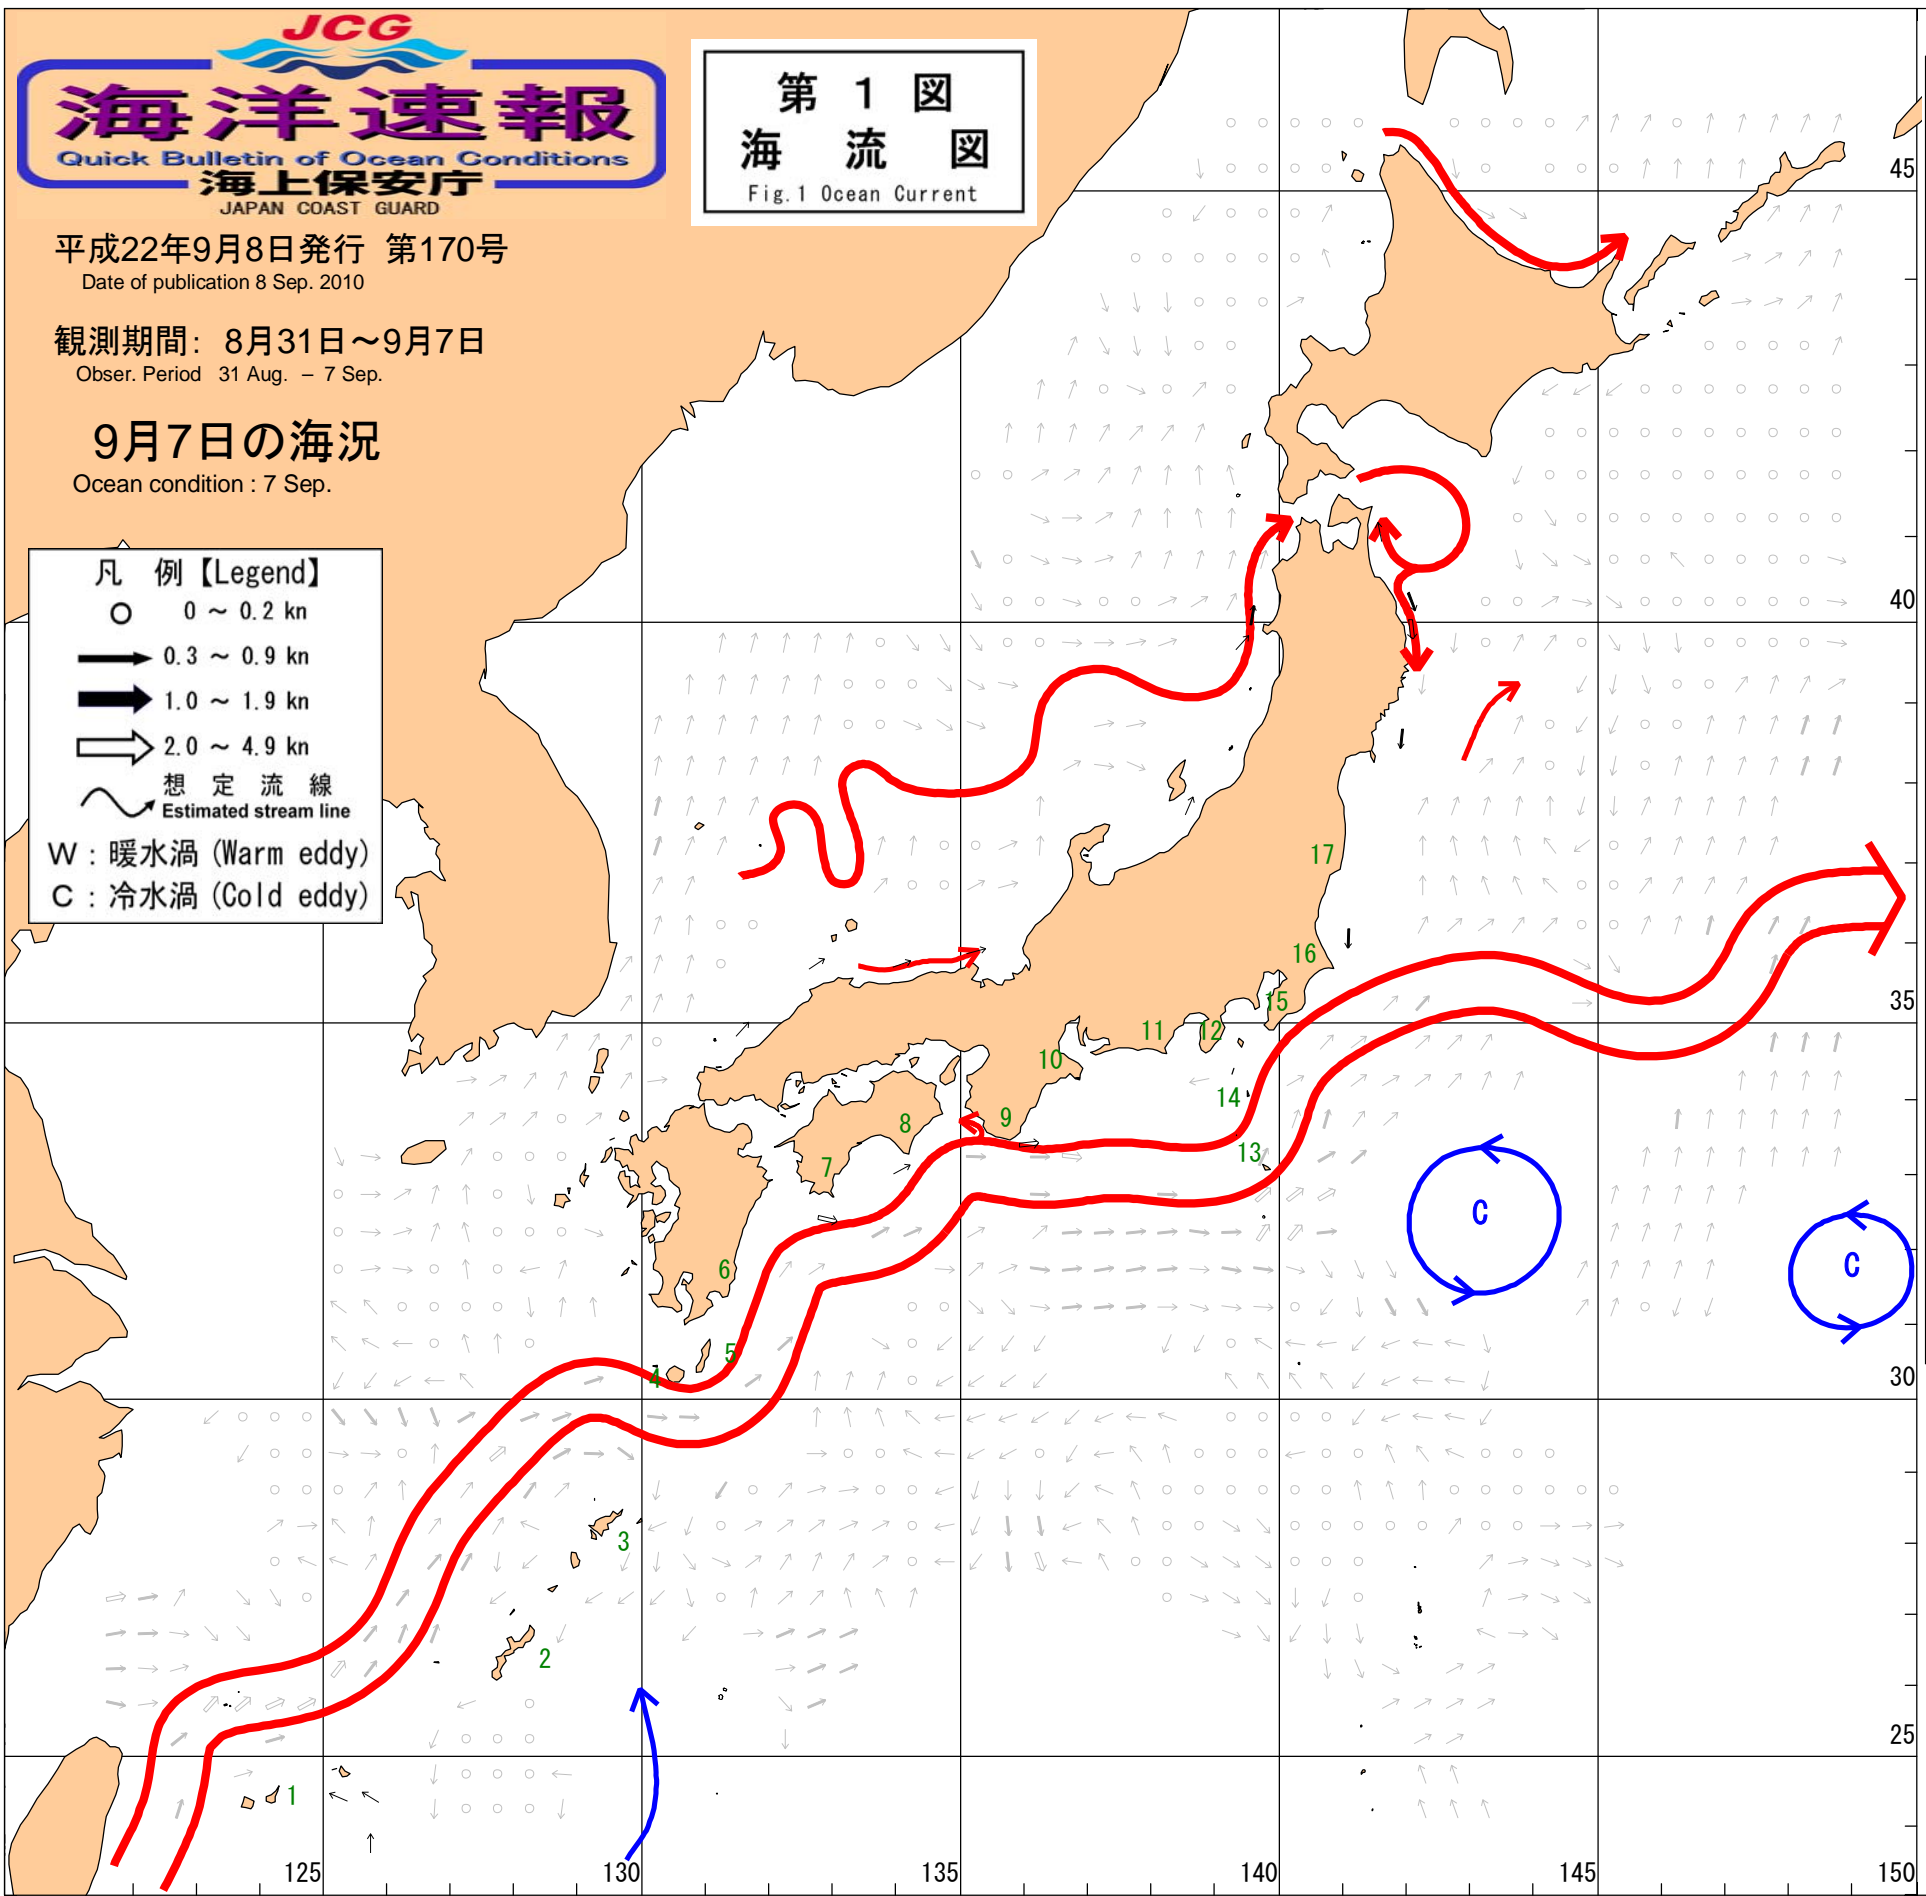 JCG
海洋速報
Quick Bulletin of Ocean Conditions
海上保安庁
JAPAN COAST GUARD
第 1 図
海 流 図
Fig.1 Ocean Current
平成22年9月8日発行 第170号
Date of publication 8 Sep. 2010
観測期間: 8月31日～9月7日
Obser. Period 31 Aug. – 7 Sep.
9月7日の海況
Ocean condition : 7 Sep.
凡 例【Legend】
0 ～ 0.2 kn
0.3 ～ 0.9 kn
1.0 ～ 1.9 kn
2.0 ～ 4.9 kn
想 定 流 線
Estimated stream line
W : 暖水渦 (Warm eddy)
C : 冷水渦 (Cold eddy)
45
40
17
16
35
15
11
12
10
14
9
8
13
7
C
6
C
5
4
30
3
2
25
1
125
130
135
140
145
150